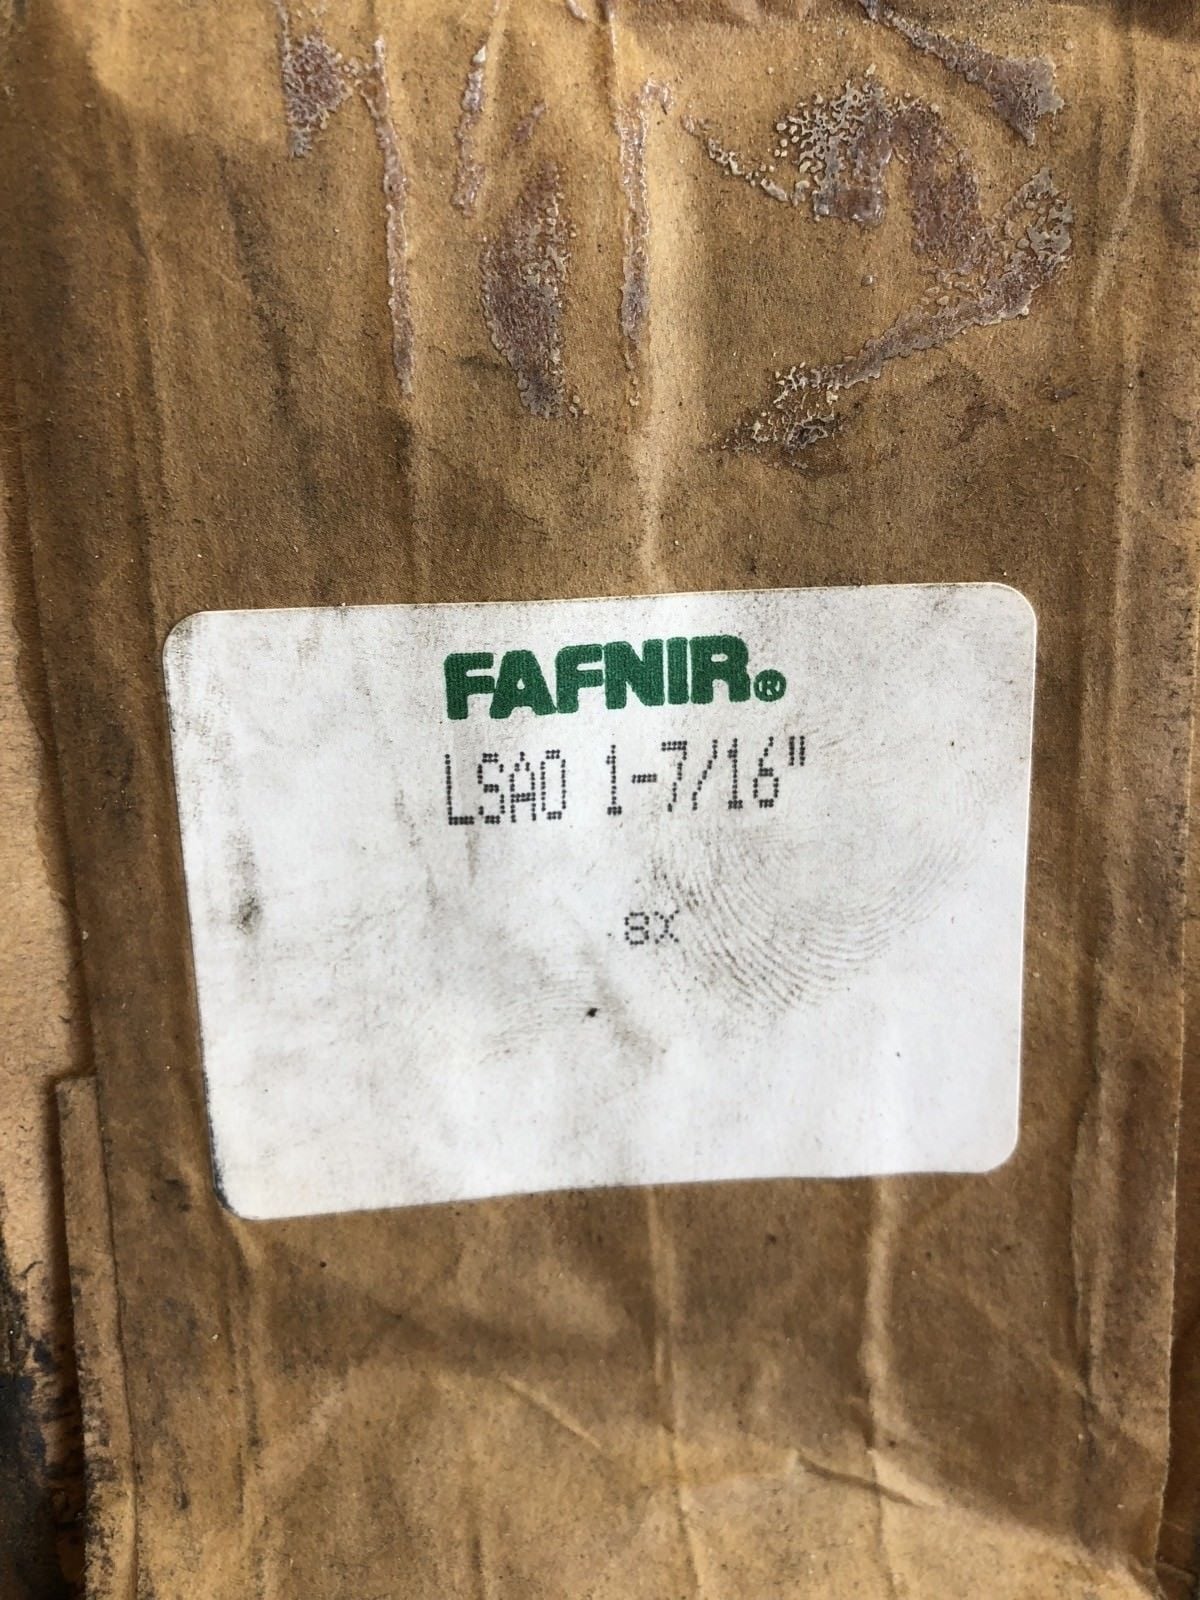 FAFNIR®
LSAO 1-7/16"
8X